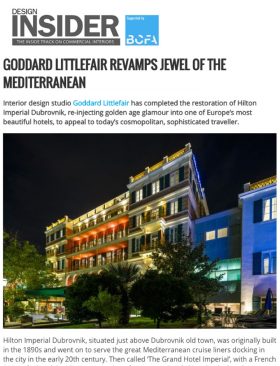 DESIGN
INSIDER
THE INSIDE TRACK ON COMMERCIAL INTERIORS
Supported by
BCFA
GODDARD LITTLEFAIR REVAMPS JEWEL OF THE
MEDITERRANEAN
Interior design studio Goddard Littlefair has completed the restoration of Hilton
Imperial Dubrovnik, re-injecting golden age glamour into one of Europe's most
beautiful hotels, to appeal to today's cosmopolitan, sophisticated traveller.
Hilton Imperial Dubrovnik, situated just above Dubrovnik old town, was originally built
in the 1890s and went on to serve the great Mediterranean cruise liners docking in
the city in the early 20th century. Then called 'The Grand Hotel Imperial', with a French